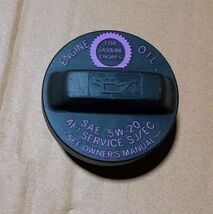 ENGINE OIL
FOR
GASOLINE
ENGINES
SAE 5W-20
API SERVICE SJ/EC
—SEE OWNER'S MANUAL—